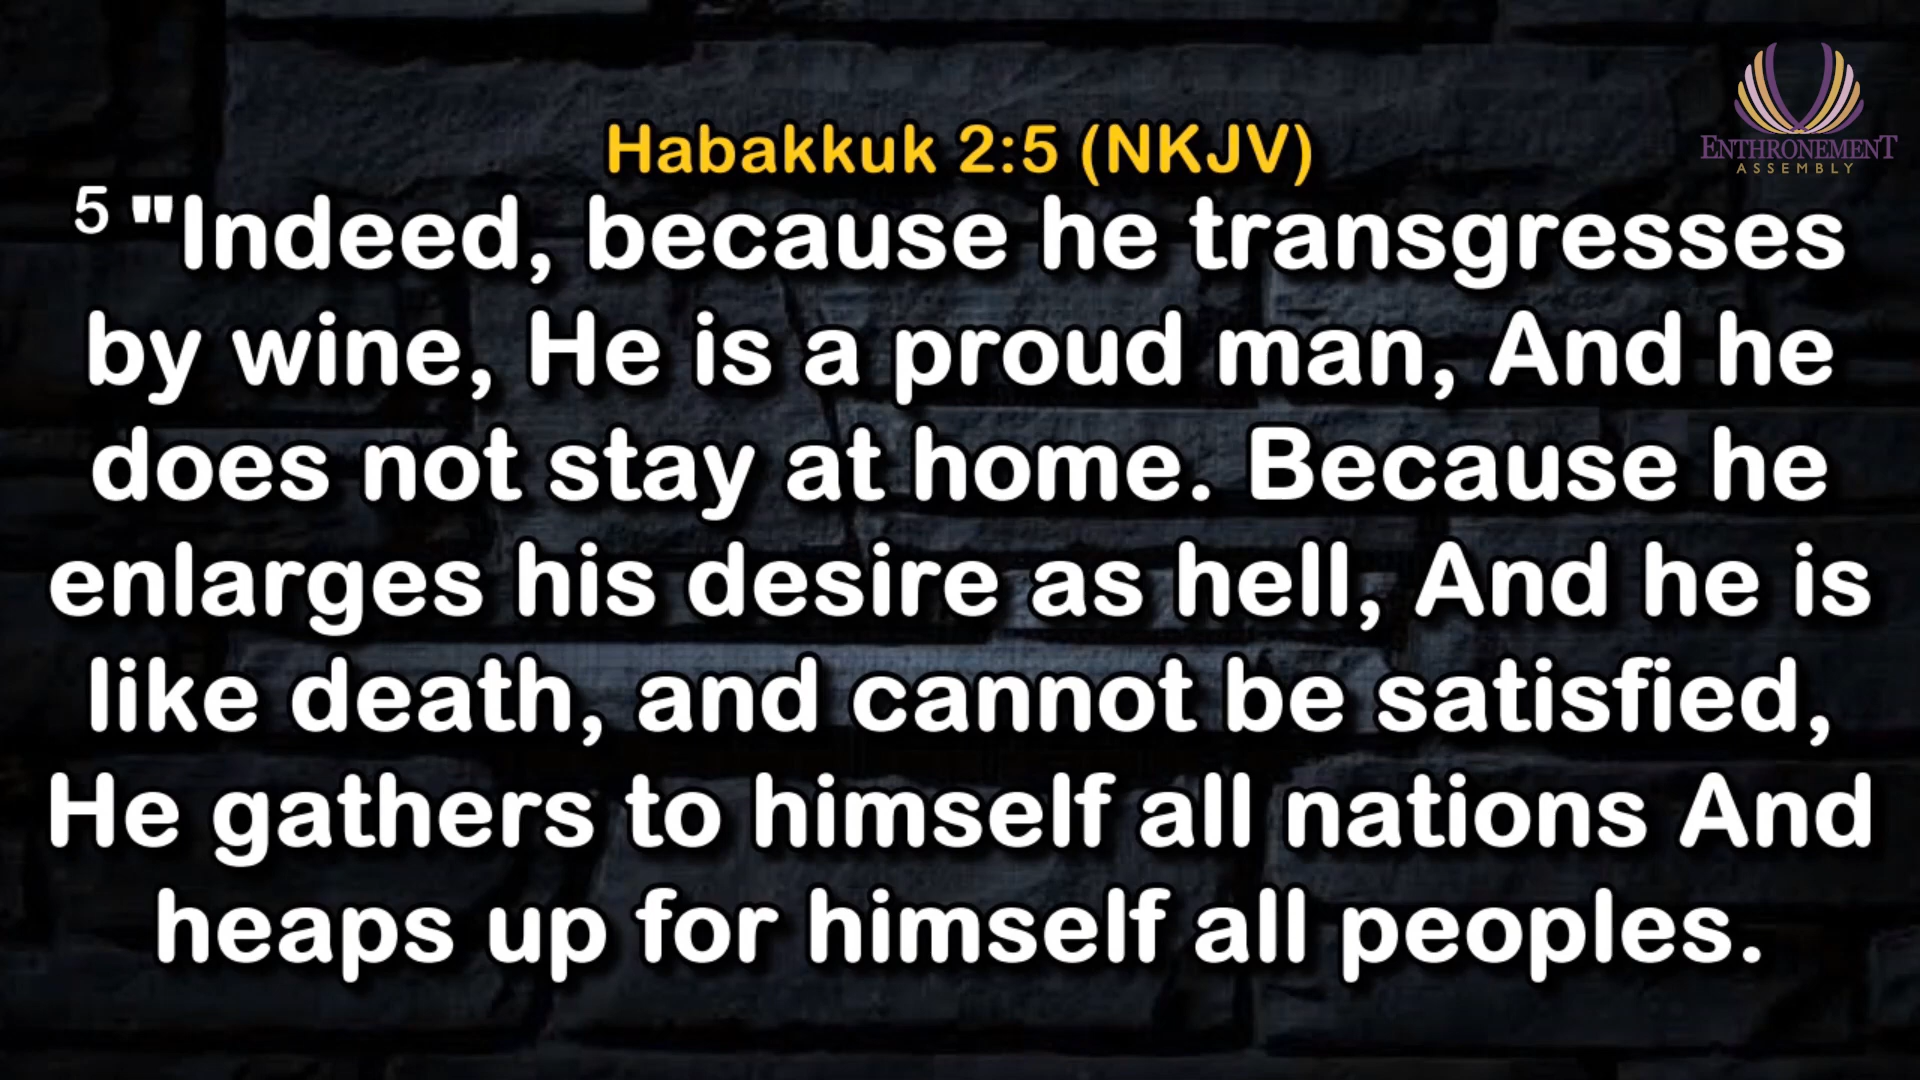 ENTHRONEMENT
ASSEMBLY
Habakkuk 2:5 (NKJV)
5 "Indeed, because he transgresses
by wine, He is a proud man, And he
does not stay at home. Because he
enlarges his desire as hell, And he is
like death, and cannot be satisfied,
He gathers to himself all nations And
heaps up for himself all peoples.